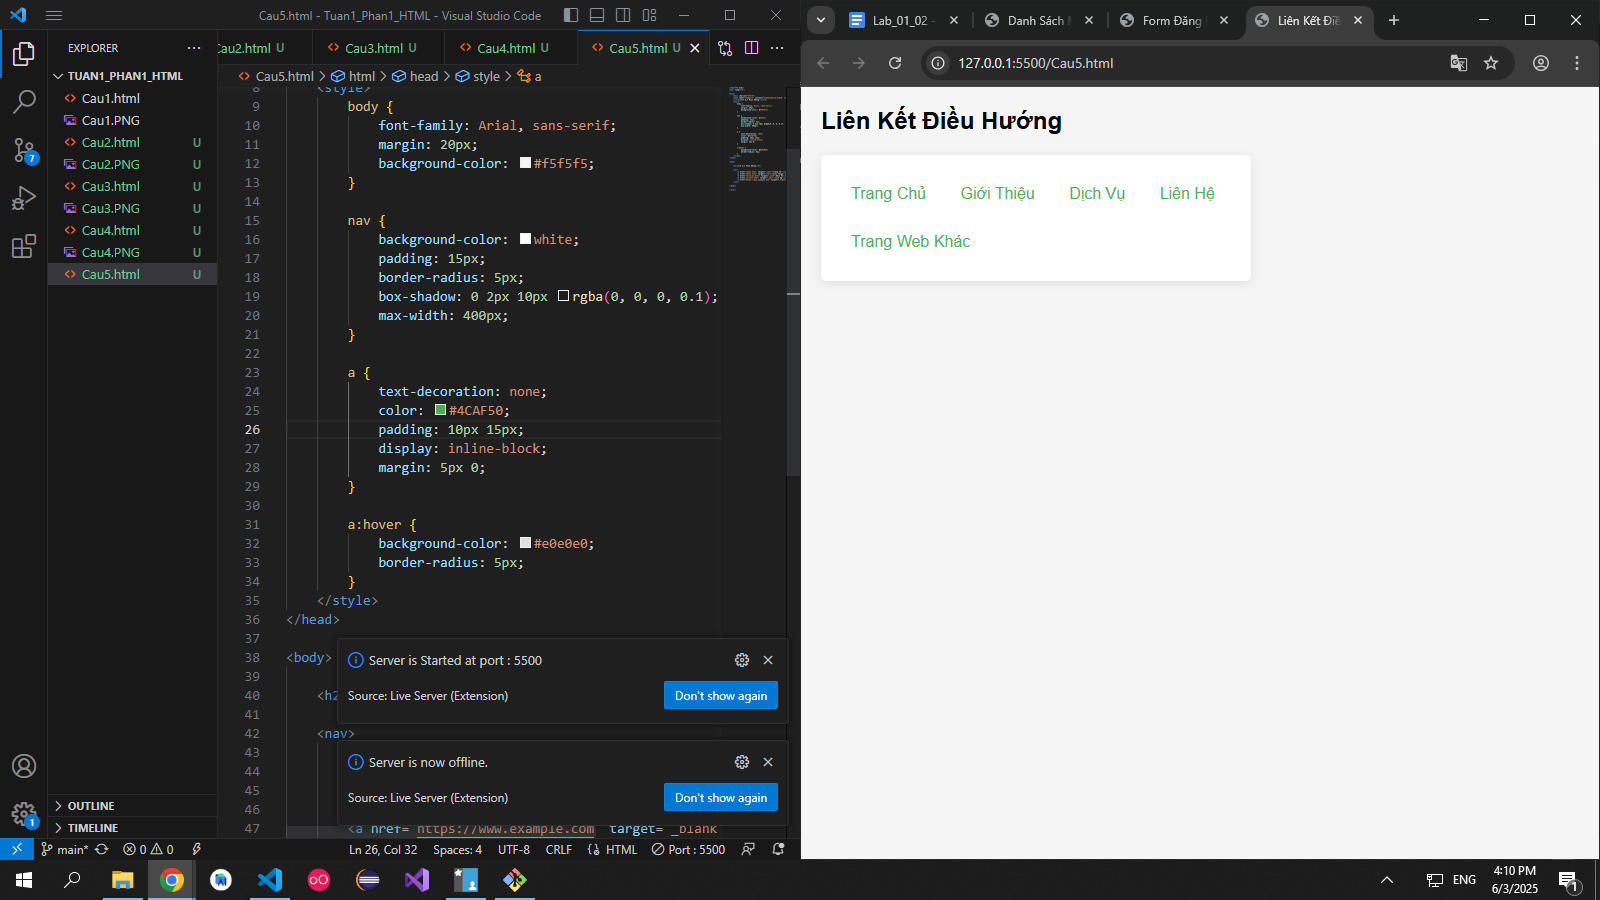 Cau5.html - Tuan1_Phan1_HTML - Visual Studio Code
EXPLORER
TUAN1_PHAN1_HTML
Cau1.html
Cau1.PNG
Cau2.html U
Cau2.PNG U
Cau3.html U
Cau3.PNG U
Cau4.html U
Cau4.PNG U
Cau5.html U
OUTLINE
TIMELINE
7
1
Cau2.html U
Cau3.html U
Cau4.html U
Cau5.html U
Cau5.html > html > head > style > a
8 <style>
9 body {
10 font-family: Arial, sans-serif;
11 margin: 20px;
12 background-color: #f5f5f5;
13 }
14
15 nav {
16 background-color: white;
17 padding: 15px;
18 border-radius: 5px;
19 box-shadow: 0 2px 10px rgba(0, 0, 0, 0.1);
20 max-width: 400px;
21 }
22
23 a {
24 text-decoration: none;
25 color: #4CAF50;
26 padding: 10px 15px;
27 display: inline-block;
28 margin: 5px 0;
29 }
30
31 a:hover {
32 background-color: #e0e0e0;
33 border-radius: 5px;
34 }
35 </style>
36 </head>
37
38 <body>
39
40 <h2
41
42 <nav>
43
44
45
46
47 <a href="https://www.example.com" target="_blank
Server is Started at port : 5500
Source: Live Server (Extension)
Don't show again
Server is now offline.
Source: Live Server (Extension)
Don't show again
main*
0 0
Ln 26, Col 32
Spaces: 4
UTF-8
CRLF
HTML
Port : 5500
Lab_01_02 -
Danh Sách
Form Đăng
Liên Kết Điề
127.0.0.1:5500/Cau5.html
Liên Kết Điều Hướng
Trang Chủ Giới Thiệu Dịch Vụ Liên Hệ
Trang Web Khác
ENG
4:10 PM
6/3/2025
1